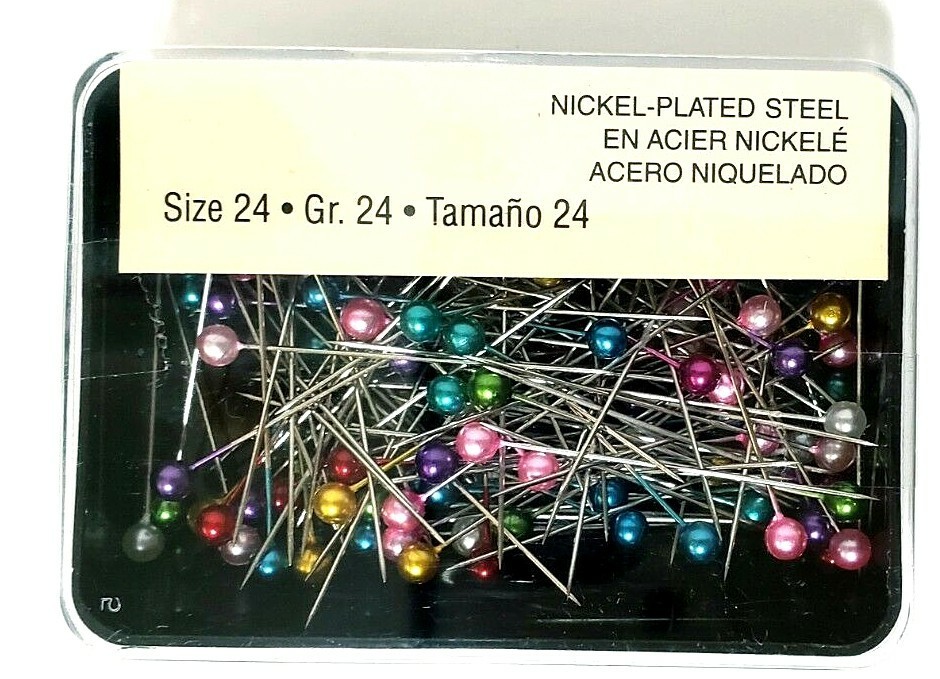 NICKEL-PLATED STEEL
EN ACIER NICKELÉ
ACERO NIQUELADO
Size 24 • Gr. 24 • Tamaño 24